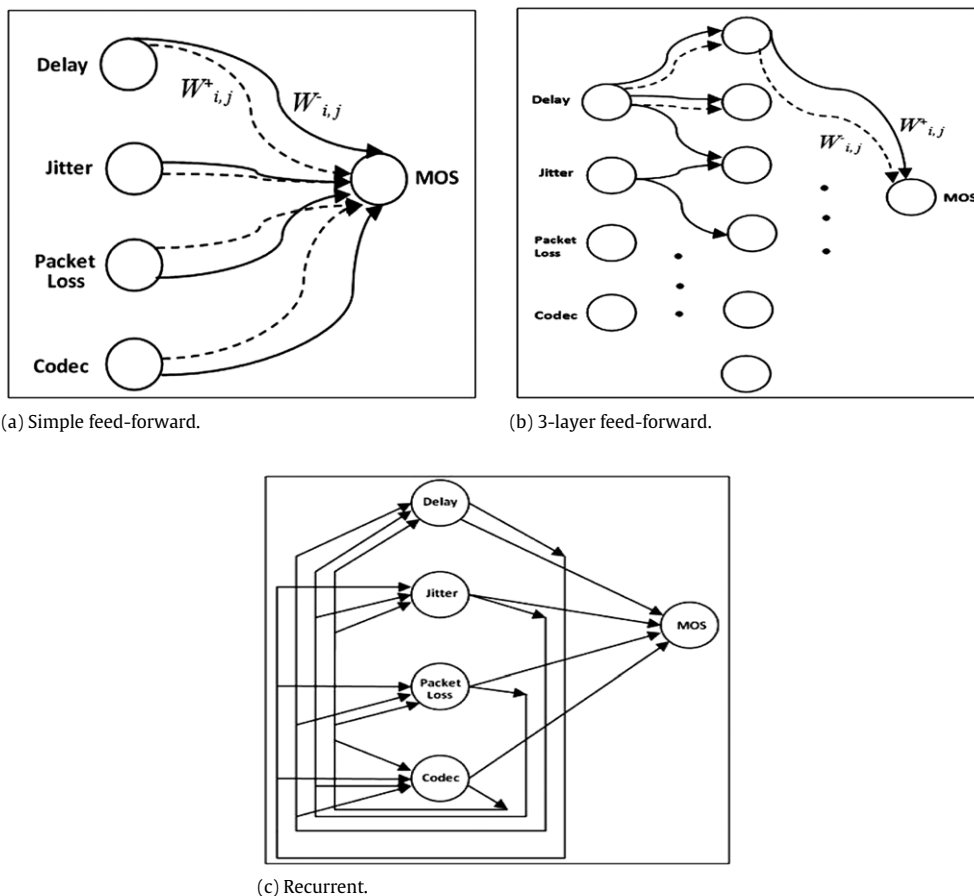 Delay
W⁺i,j
W⁻i,j
Jitter
MOS
Packet
Loss
Codec
(a) Simple feed-forward.
Delay
W⁺i,j
W⁻i,j
Jitter
MOS
Packet
Loss
Codec
(b) 3-layer feed-forward.
Delay
Jitter
MOS
Packet
Loss
Codec
(c) Recurrent.